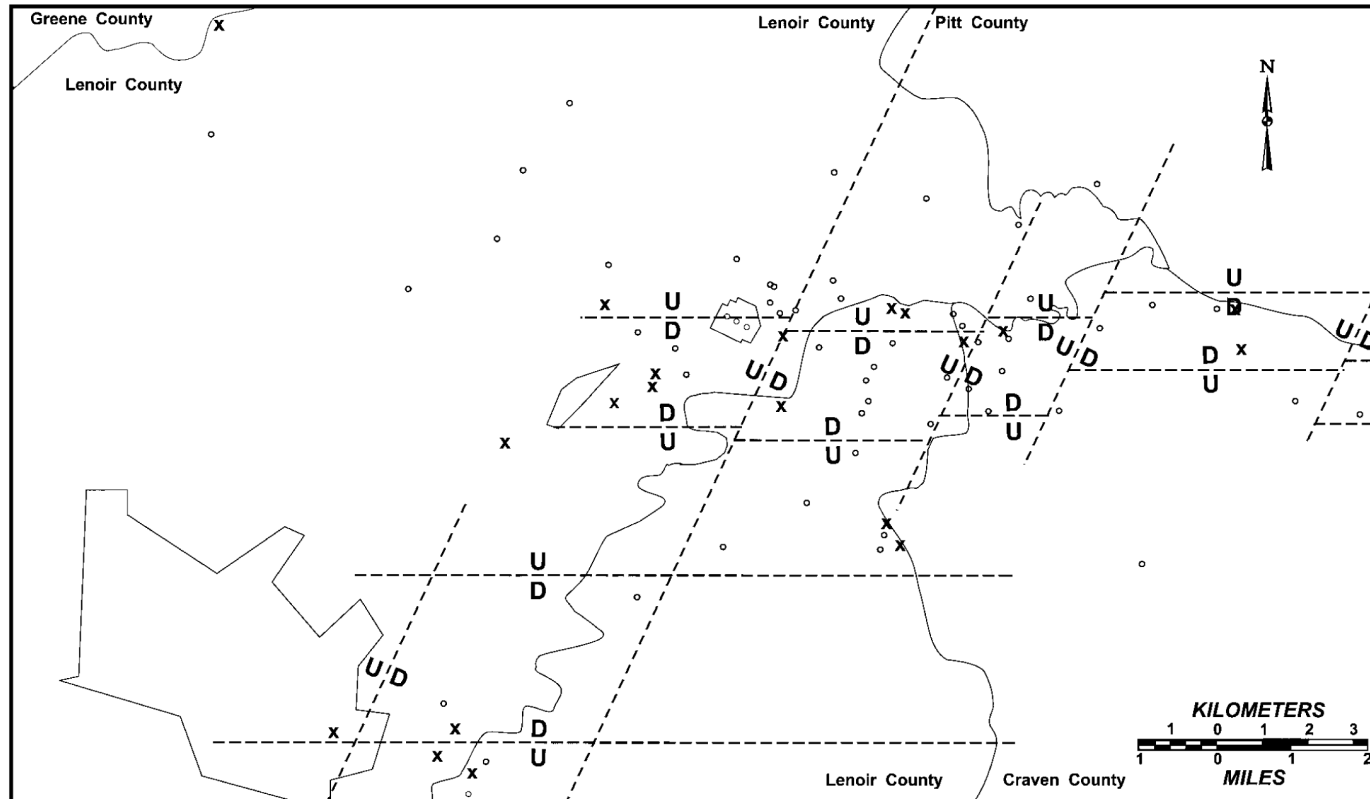 Greene County
Lenoir County
Pitt County
Lenoir County
N
x
U
U
D
x
x
x
U
D
U
U
D
x
x
x
x
D
U
D
x
U
D
x
U
D
U
D
x
x
x
x
D
U
D
U
D
U
x
D
U
x
x
U
D
U
D
KILOMETERS
1 0 1 2 3
x
x
D
U
x
x
1 0 1 2
MILES
Lenoir County
Craven County